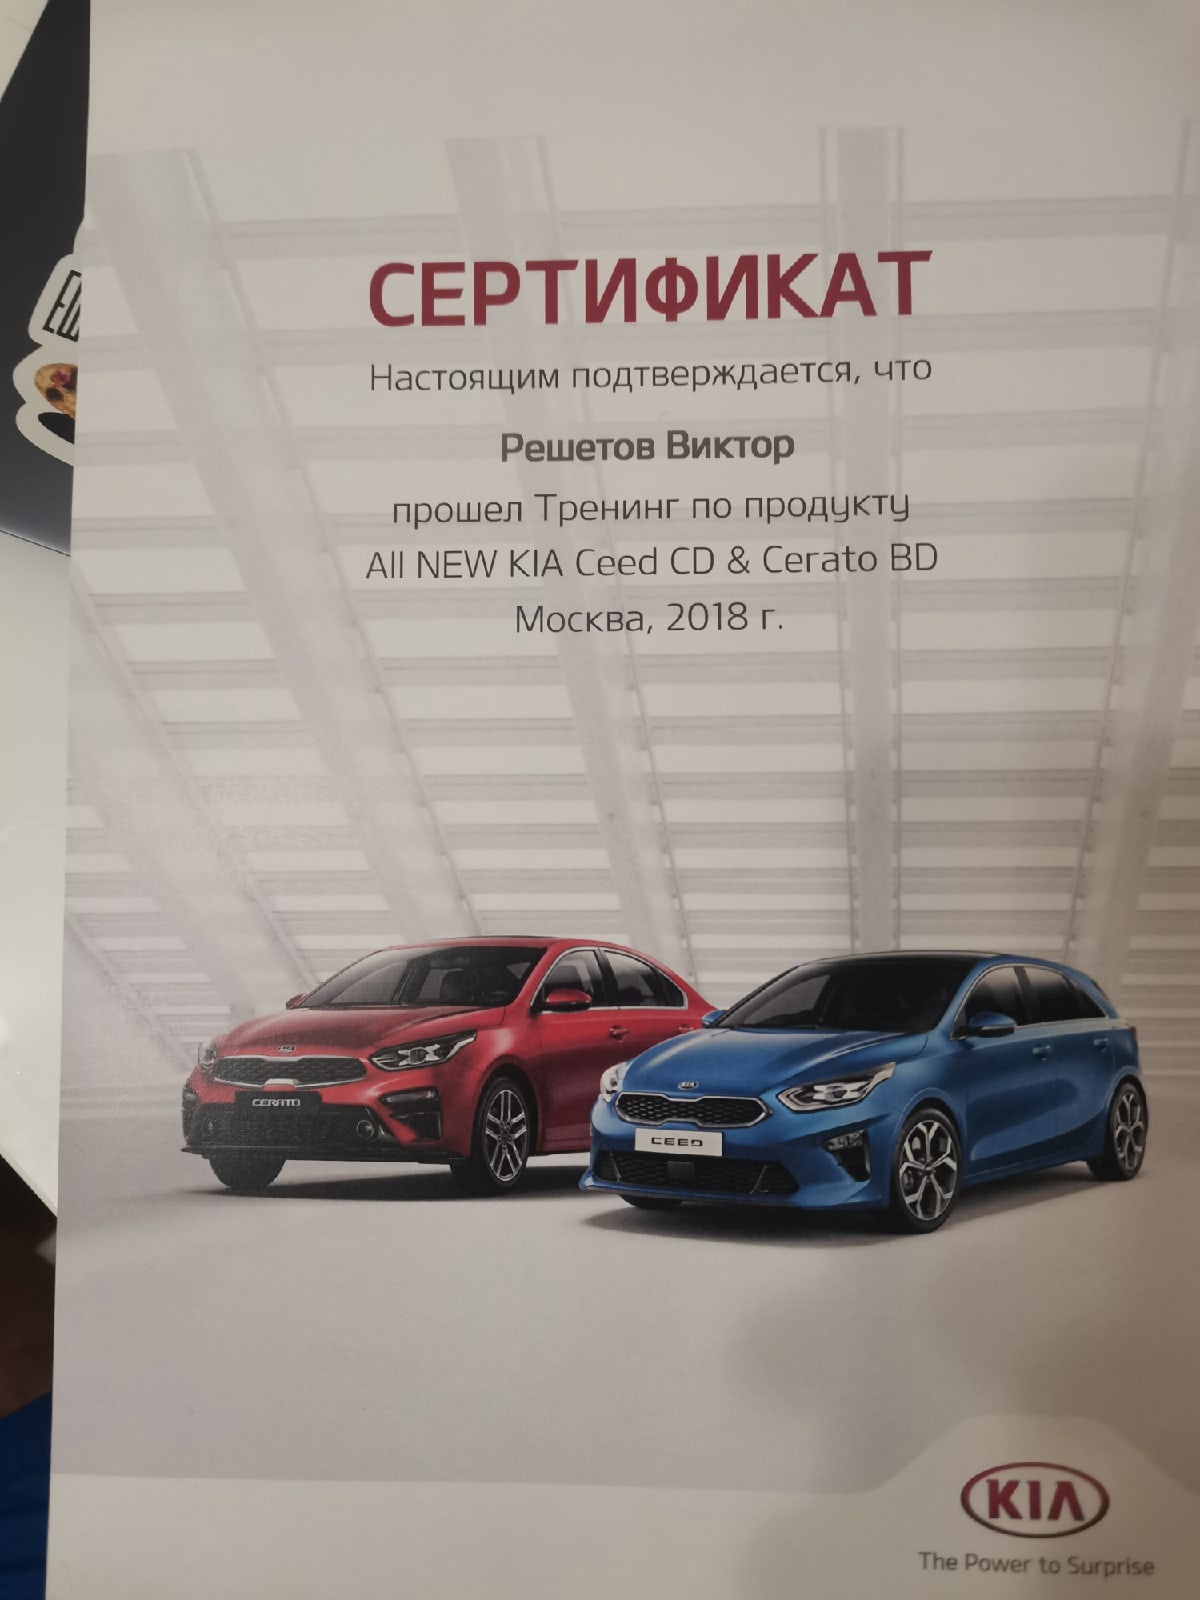 СЕРТИФИКАТ
Настоящим подтверждается, что
Решетов Виктор
прошел Тренинг по продукту
All NEW KIA Ceed CD & Cerato BD
Москва, 2018 г.
CERATO
CEED
KIA
The Power to Surprise